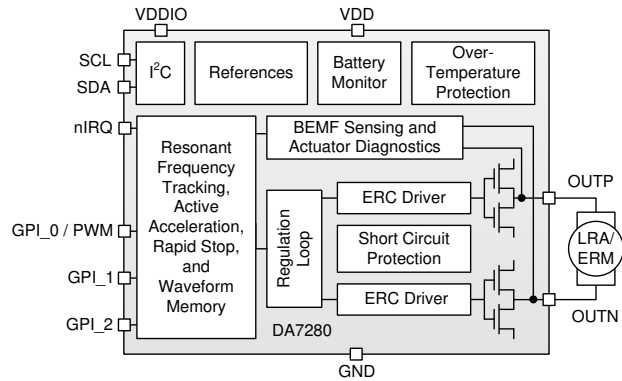 VDDIO
VDD
SCL
SDA
nIRQ
GPI_0 / PWM
GPI_1
GPI_2
I²C
References
Battery
Monitor
Over-
Temperature
Protection
Resonant
Frequency
Tracking,
Active
Acceleration,
Rapid Stop,
and
Waveform
Memory
BEMF Sensing and
Actuator Diagnostics
Regulation
Loop
ERC Driver
Short Circuit
Protection
ERC Driver
DA7280
OUTP
LRA/
ERM
OUTN
GND